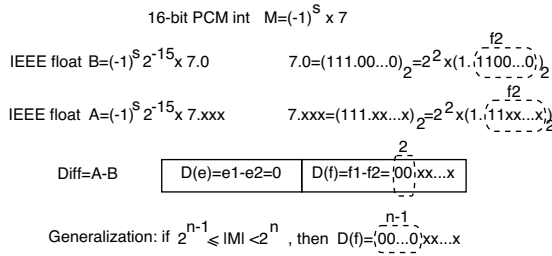 16-bit PCM int M=(-1)^s x 7
f2
IEEE float B=(-1)^s 2^-15 x 7.0 7.0=(111.00...0)_2=2^2 x(1.1100...0)_2
f2
IEEE float A=(-1)^s 2^-15 x 7.xxx 7.xxx=(111.xx...x)_2=2^2 x(1.11xx...x)_2
2
Diff=A-B D(e)=e1-e2=0 D(f)=f1-f2=00xx...x
n-1
Generalization: if 2^n-1 ⩽ |M| <2^n , then D(f)=00...0xx...x